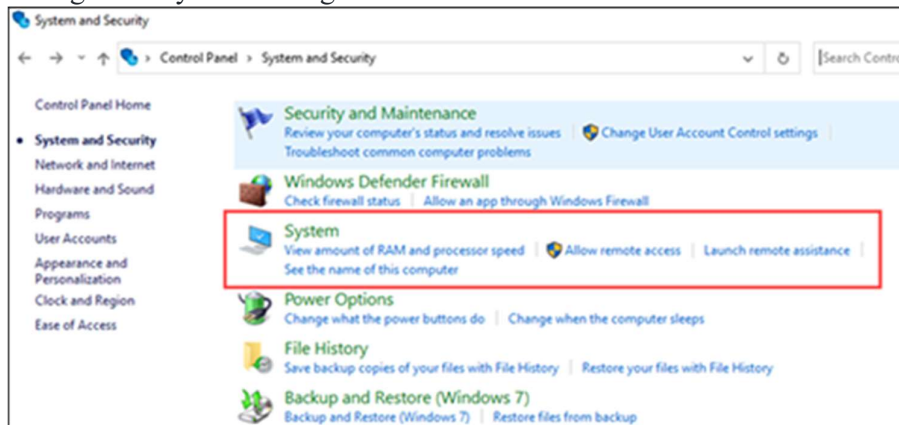 System and Security
Control Panel > System and Security
Search Contro
Control Panel Home
System and Security
Network and Internet
Hardware and Sound
Programs
User Accounts
Appearance and
Personalization
Clock and Region
Ease of Access
Security and Maintenance
Review your computer's status and resolve issues | Change User Account Control settings |
Troubleshoot common computer problems
Windows Defender Firewall
Check firewall status | Allow an app through Windows Firewall
System
View amount of RAM and processor speed | Allow remote access | Launch remote assistance |
See the name of this computer
Power Options
Change what the power buttons do | Change when the computer sleeps
File History
Save backup copies of your files with File History | Restore your files with File History
Backup and Restore (Windows 7)
Backup and Restore (Windows 7) | Restore files from backup